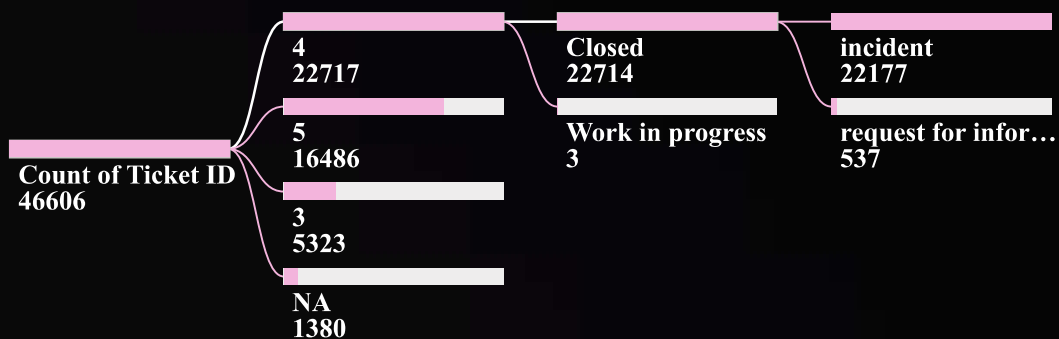 Count of Ticket ID
46606
4
22717
5
16486
3
5323
NA
1380
Closed
22714
Work in progress
3
incident
22177
request for infor...
537